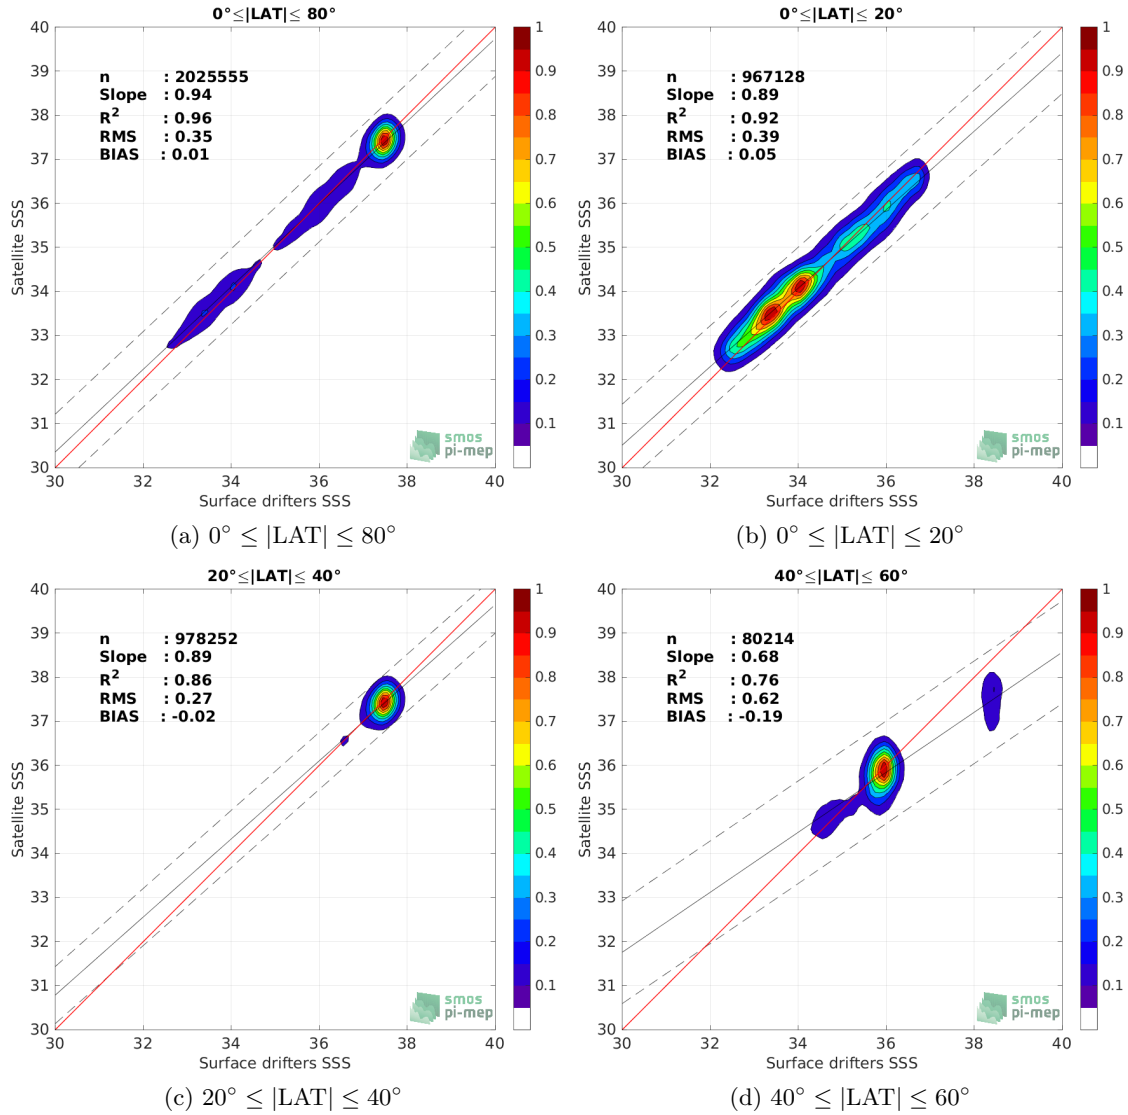 0°≤|LAT|≤ 80°
n : 2025555
Slope : 0.94
R² : 0.96
RMS : 0.35
BIAS : 0.01
40
39
38
37
36
35
34
33
32
31
30
30 32 34 36 38 40
Satellite SSS
Surface drifters SSS
1
0.9
0.8
0.7
0.6
0.5
0.4
0.3
0.2
0.1
smos
pi-mep
(a) 0° ≤ |LAT| ≤ 80°
0°≤|LAT|≤ 20°
n : 967128
Slope : 0.89
R² : 0.92
RMS : 0.39
BIAS : 0.05
40
39
38
37
36
35
34
33
32
31
30
30 32 34 36 38 40
Satellite SSS
Surface drifters SSS
1
0.9
0.8
0.7
0.6
0.5
0.4
0.3
0.2
0.1
smos
pi-mep
(b) 0° ≤ |LAT| ≤ 20°
20°≤|LAT|≤ 40°
n : 978252
Slope : 0.89
R² : 0.86
RMS : 0.27
BIAS : -0.02
40
39
38
37
36
35
34
33
32
31
30
30 32 34 36 38 40
Satellite SSS
Surface drifters SSS
1
0.9
0.8
0.7
0.6
0.5
0.4
0.3
0.2
0.1
smos
pi-mep
(c) 20° ≤ |LAT| ≤ 40°
40°≤|LAT|≤ 60°
n : 80214
Slope : 0.68
R² : 0.76
RMS : 0.62
BIAS : -0.19
40
39
38
37
36
35
34
33
32
31
30
30 32 34 36 38 40
Satellite SSS
Surface drifters SSS
1
0.9
0.8
0.7
0.6
0.5
0.4
0.3
0.2
0.1
smos
pi-mep
(d) 40° ≤ |LAT| ≤ 60°